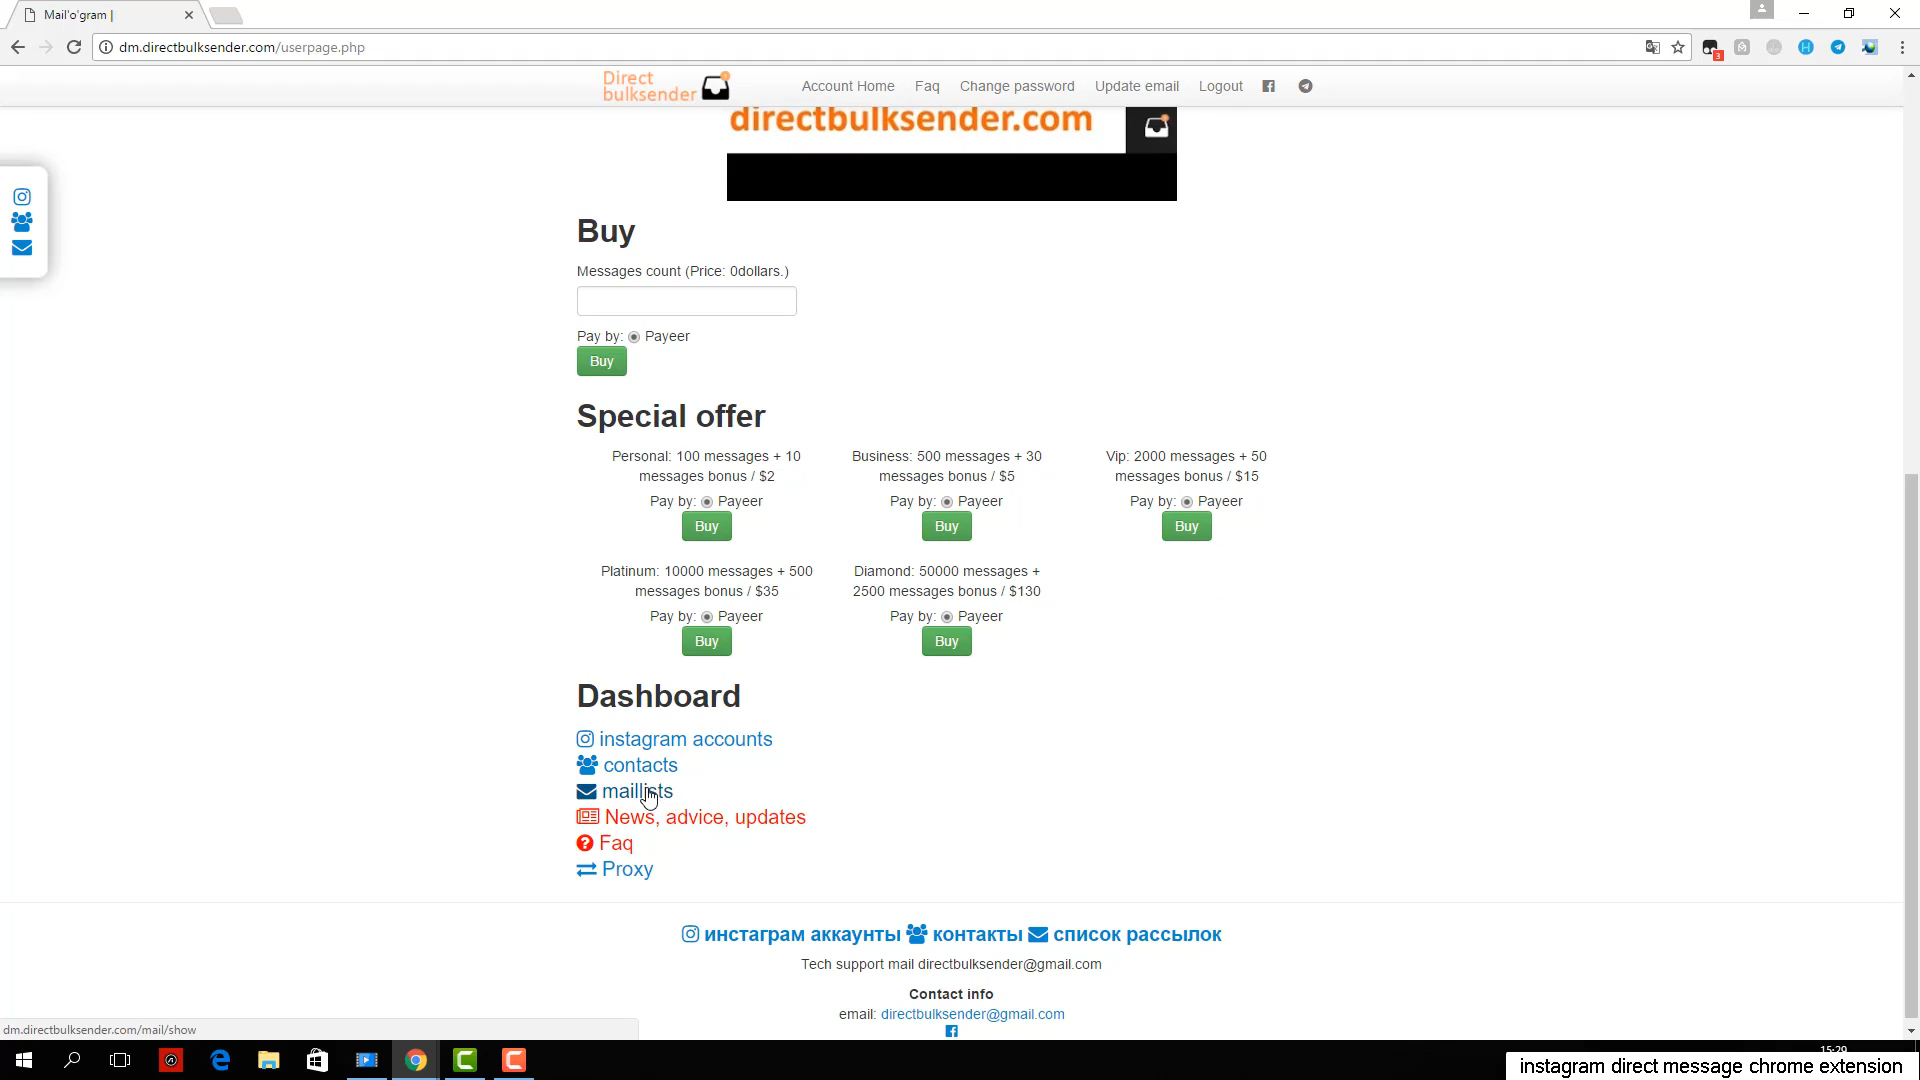 Mail'o'gram |
dm.directbulksender.com/userpage.php
3
Direct
bulksender
Account Home
Faq
Change password
Update email
Logout
directbulksender.com
Buy
Messages count (Price: 0dollars.)
Pay by: Payeer
Buy
Special offer
Personal: 100 messages + 10
messages bonus / $2
Pay by: Payeer
Buy
Business: 500 messages + 30
messages bonus / $5
Pay by: Payeer
Buy
Vip: 2000 messages + 50
messages bonus / $15
Pay by: Payeer
Buy
Platinum: 10000 messages + 500
messages bonus / $35
Pay by: Payeer
Buy
Diamond: 50000 messages +
2500 messages bonus / $130
Pay by: Payeer
Buy
Dashboard
instagram accounts
contacts
maillists
News, advice, updates
Faq
Proxy
инстаграм аккаунты контакты список рассылок
Tech support mail directbulksender@gmail.com
Contact info
email: directbulksender@gmail.com
dm.directbulksender.com/mail/show
15:29
instagram direct message chrome extension